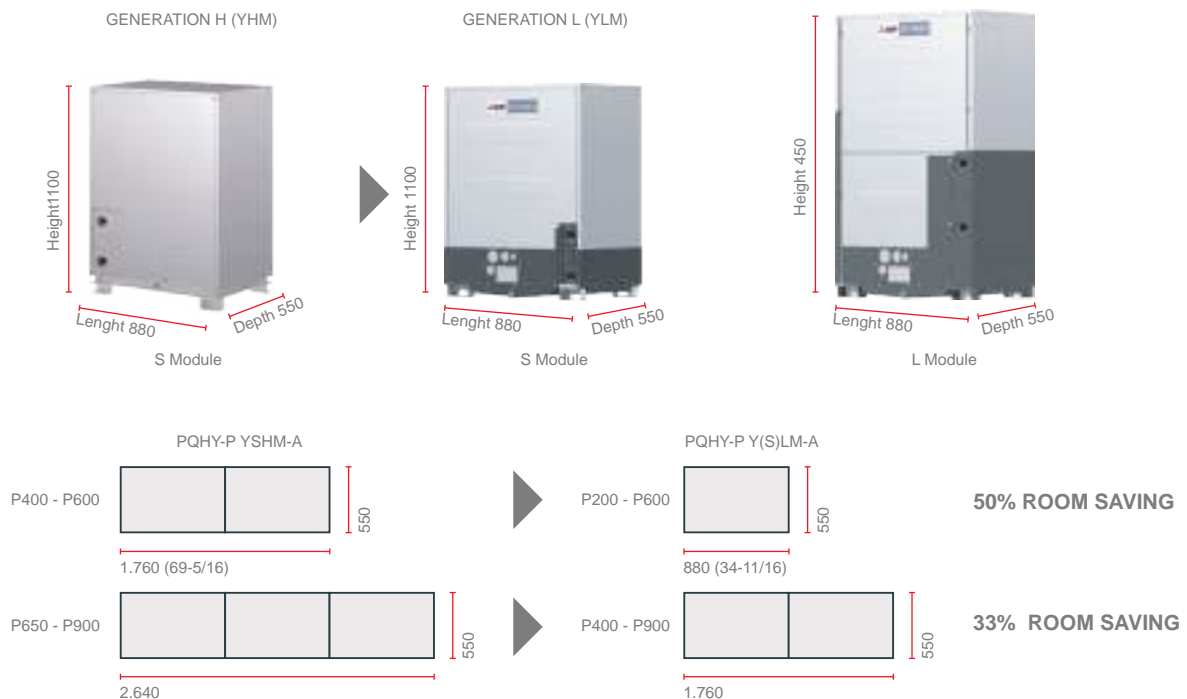 GENERATION H (YHM)
GENERATION L (YLM)
Height1100
Lenght 880
Depth 550
S Module
Height 1100
Lenght 880
Depth 550
S Module
Height 450
Lenght 880
Depth 550
L Module
PQHY-P YSHM-A
PQHY-P Y(S)LM-A
P400 - P600
550
1.760 (69-5/16)
P200 - P600
550
880 (34-11/16)
50% ROOM SAVING
P650 - P900
550
2.640
P400 - P900
550
1.760
33% ROOM SAVING